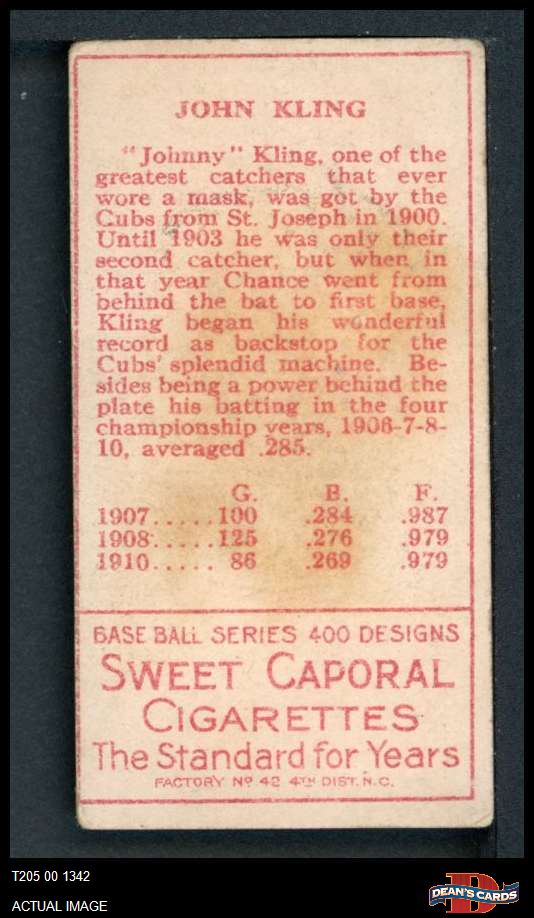 JOHN KLING
"Johnny" Kling, one of the
greatest catchers that ever
wore a mask, was got by the
Cubs from St. Joseph in 1900.
Until 1903 he was only their
second catcher, but when in
that year Chance went from
behind the bat to first base,
Kling began his wonderful
record as backstop for the
Cubs' splendid machine. Be-
sides being a power behind the
plate his batting in the four
championship years, 1906-7-8-
10, averaged .285.
G. B. F.
1907.....100 .284 .987
1908.....125 .276 .979
1910..... 86 .269 .979
BASE BALL SERIES 400 DESIGNS
SWEET CAPORAL
CIGARETTES
The Standard for Years
FACTORY No 42 4TH DIST. N.C.
T205 00 1342
ACTUAL IMAGE
D
DEAN'S CARDS